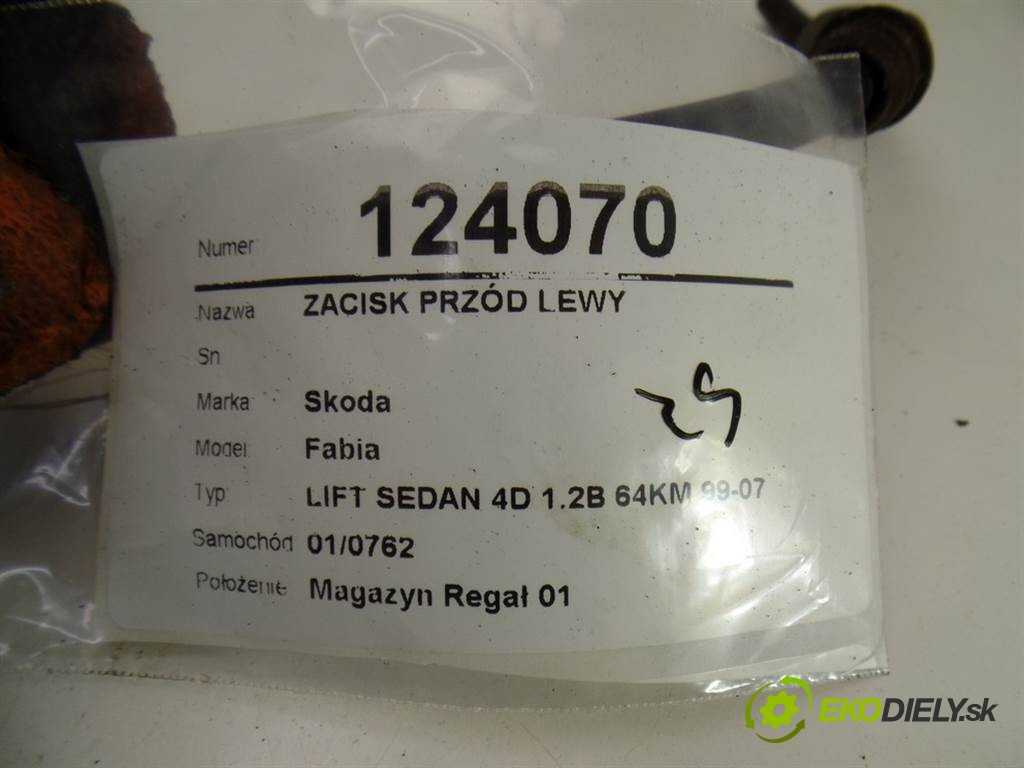 Numer 124070
Nazwa ZACISK PRZÓD LEWY
Sn
Marka Skoda
Model Fabia
Typ LIFT SEDAN 4D 1.2B 64KM 99-07
Samochód 01/0762
Położenie Magazyn Regał 01
EKODIELY.sk